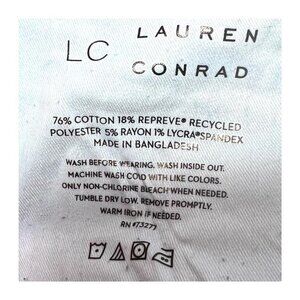 LC LAUREN
CONRAD
76% COTTON 18% REPREVE® RECYCLED
POLYESTER 5% RAYON 1% LYCRA® SPANDEX
MADE IN BANGLADESH
WASH BEFORE WEARING. WASH INSIDE OUT.
MACHINE WASH COLD WITH LIKE COLORS.
ONLY NON-CHLORINE BLEACH WHEN NEEDED.
TUMBLE DRY LOW. REMOVE PROMPTLY.
WARM IRON IF NEEDED.
RN #73277